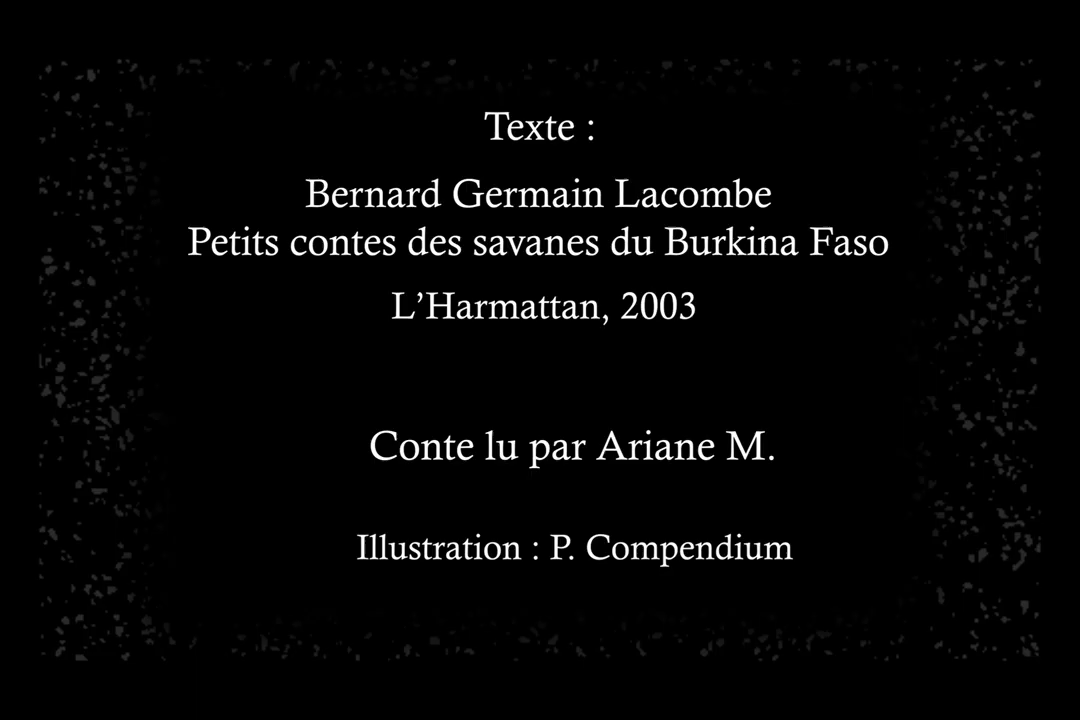 Texte :
Bernard Germain Lacombe
Petits contes des savanes du Burkina Faso
L’Harmattan, 2003
Conte lu par Ariane M.
Illustration : P. Compendium